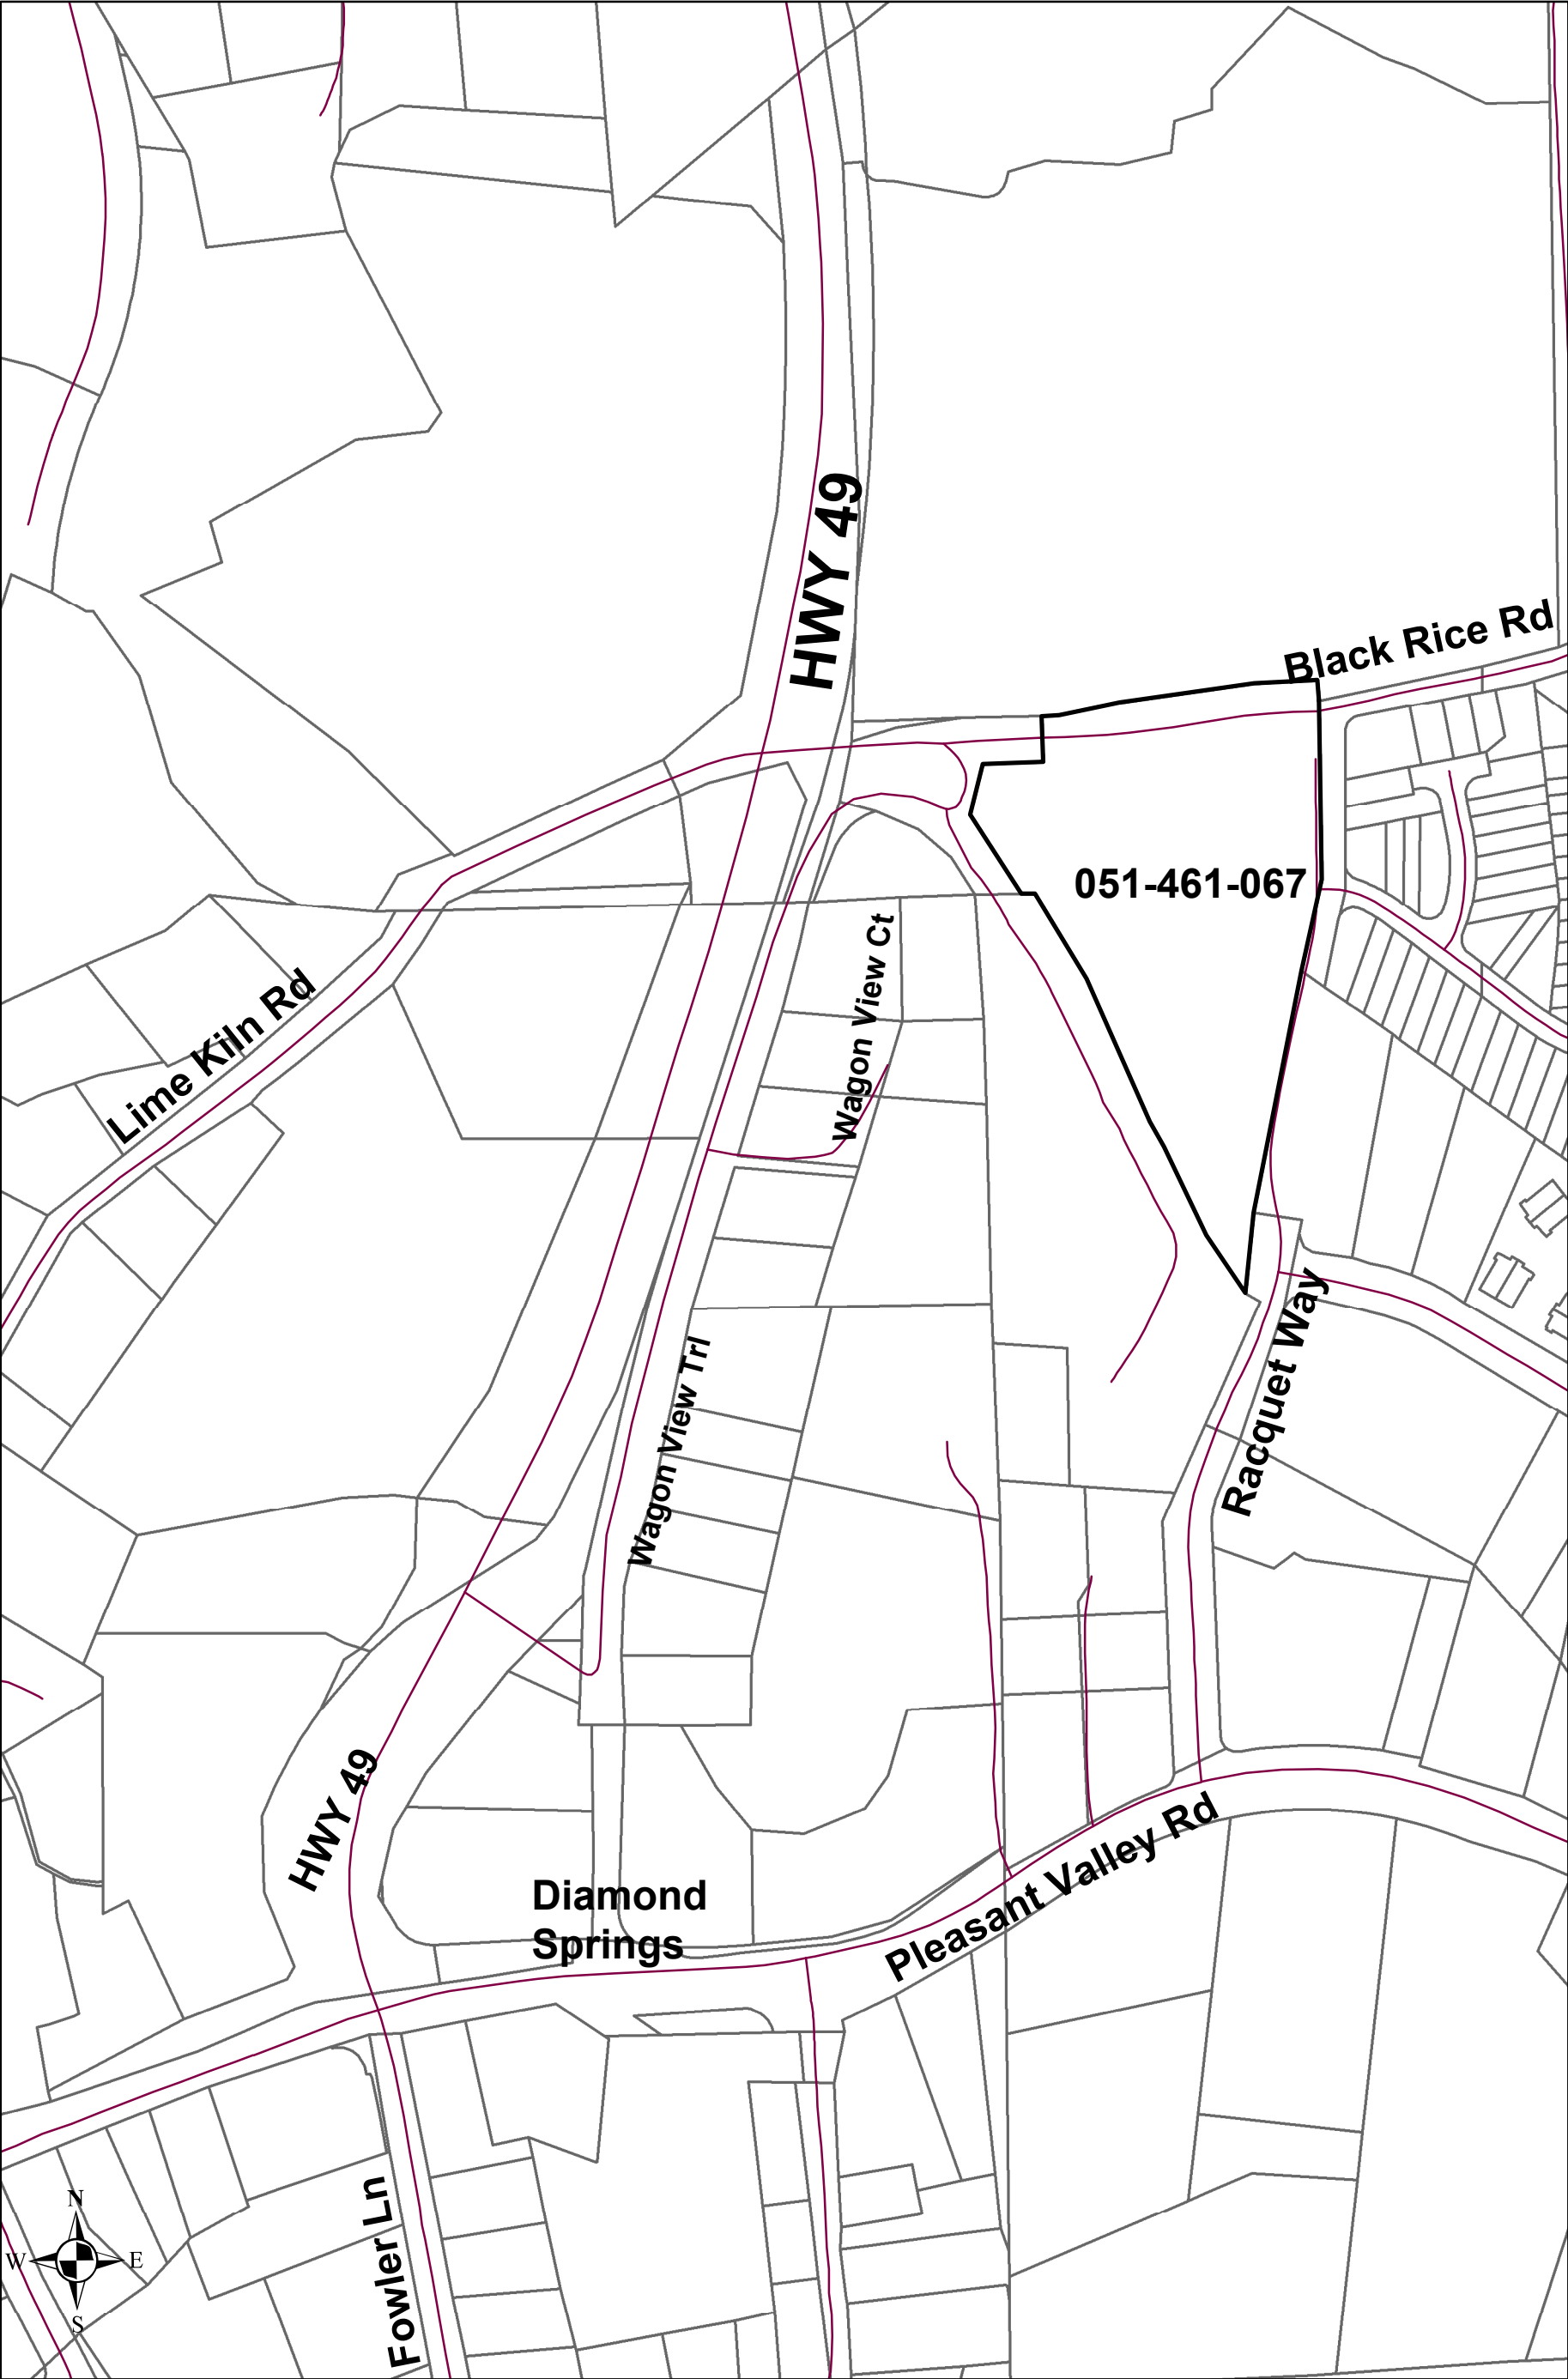 HWY 49
Black Rice Rd
051-461-067
Wagon View Ct
Lime Kiln Rd
Racquet Way
Wagon View Trl
HWY 49
Pleasant Valley Rd
Diamond
Springs
Fowler Ln
N
W
E
S